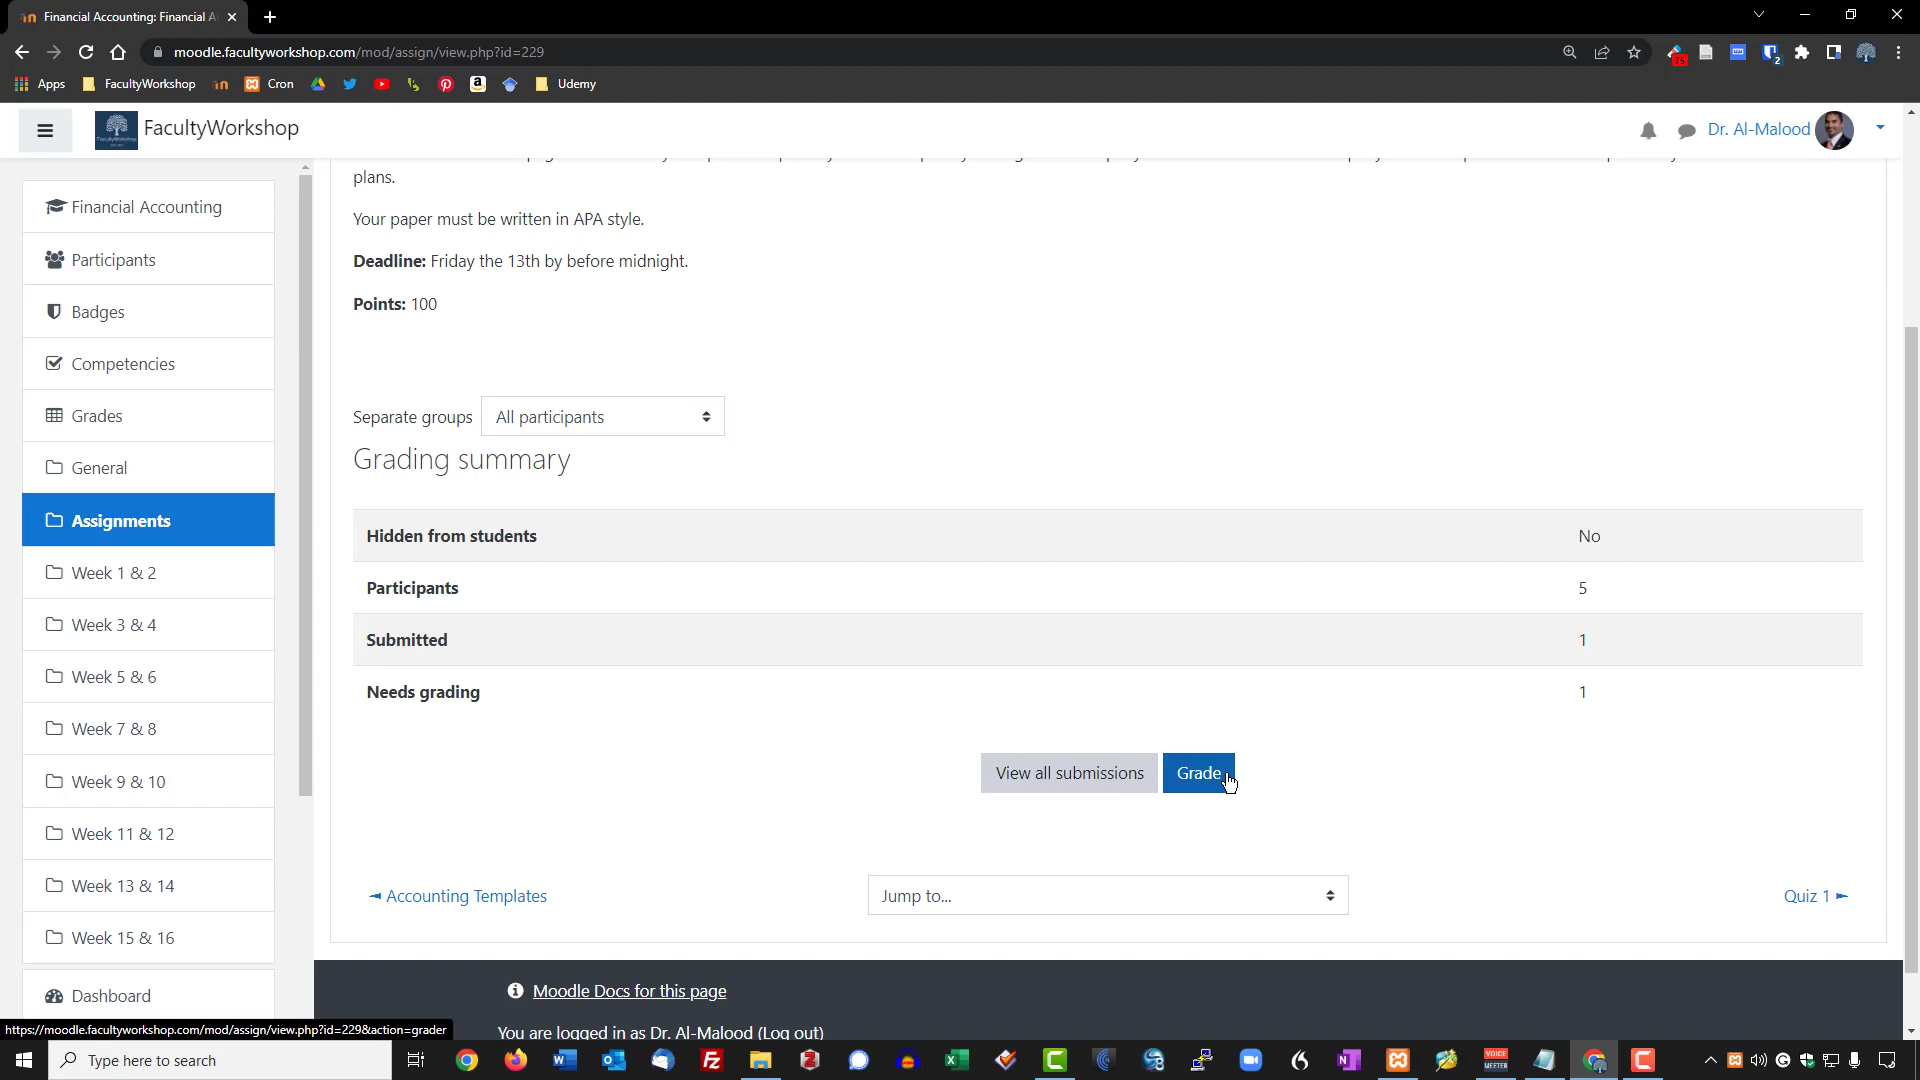 Financial Accounting: Financial A
moodle.facultyworkshop.com/mod/assign/view.php?id=229
75
2
Apps
FacultyWorkshop
Cron
Udemy
FacultyWorkshop
Dr. Al-Malood
Financial Accounting
Participants
Badges
Competencies
Grades
General
Assignments
Week 1 & 2
Week 3 & 4
Week 5 & 6
Week 7 & 8
Week 9 & 10
Week 11 & 12
Week 13 & 14
Week 15 & 16
Dashboard
plans.
Your paper must be written in APA style.
Deadline: Friday the 13th by before midnight.
Points: 100
Separate groups All participants
Grading summary
Hidden from students No
Participants 5
Submitted 1
Needs grading 1
View all submissions Grade
◄ Accounting Templates
Jump to...
Quiz 1 ►
Moodle Docs for this page
You are logged in as Dr. Al-Malood (Log out)
https://moodle.facultyworkshop.com/mod/assign/view.php?id=229&action=grader
Type here to search
VOICE
MEETER